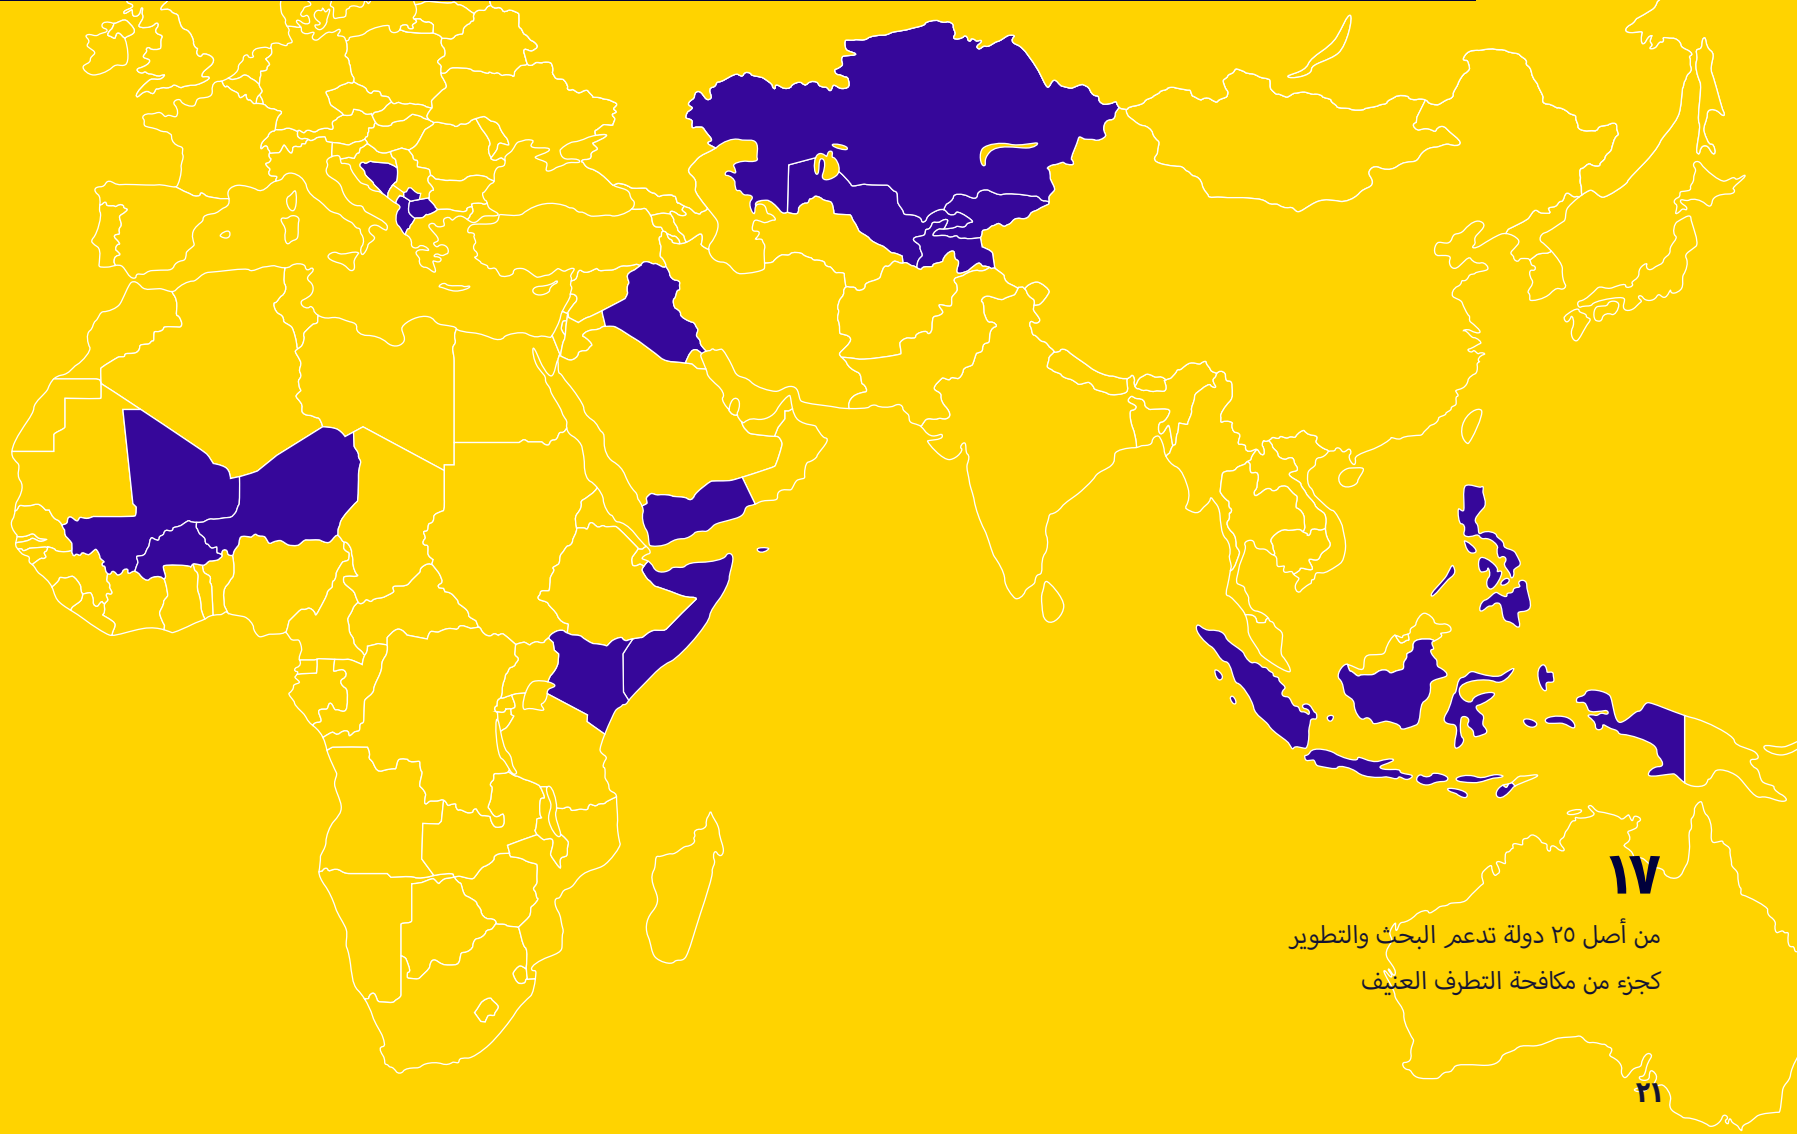 ١٧
من أصل ٢٥ دولة تدعم البحث والتطوير
كجزء من مكافحة التطرف العنيف
٢١